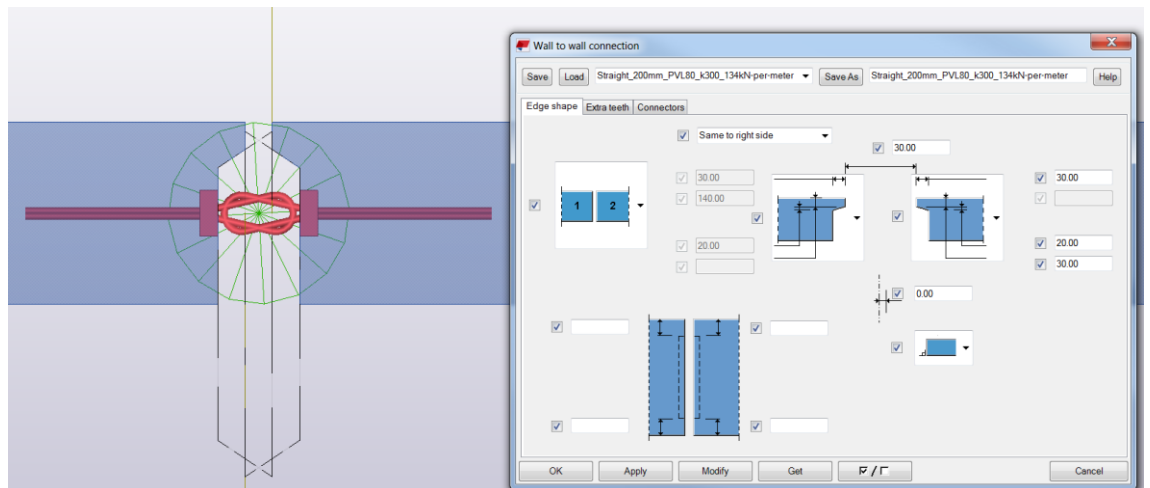 Wall to wall connection
Save Load Straight_200mm_PVL80_k300_134kN-per-meter Save As Straight_200mm_PVL80_k300_134kN-per-meter Help
Edge shape Extra teeth Connectors
Same to right side
30.00
30.00 30.00
140.00
1 2
20.00 20.00
30.00
0.00
OK Apply Modify Get / Cancel